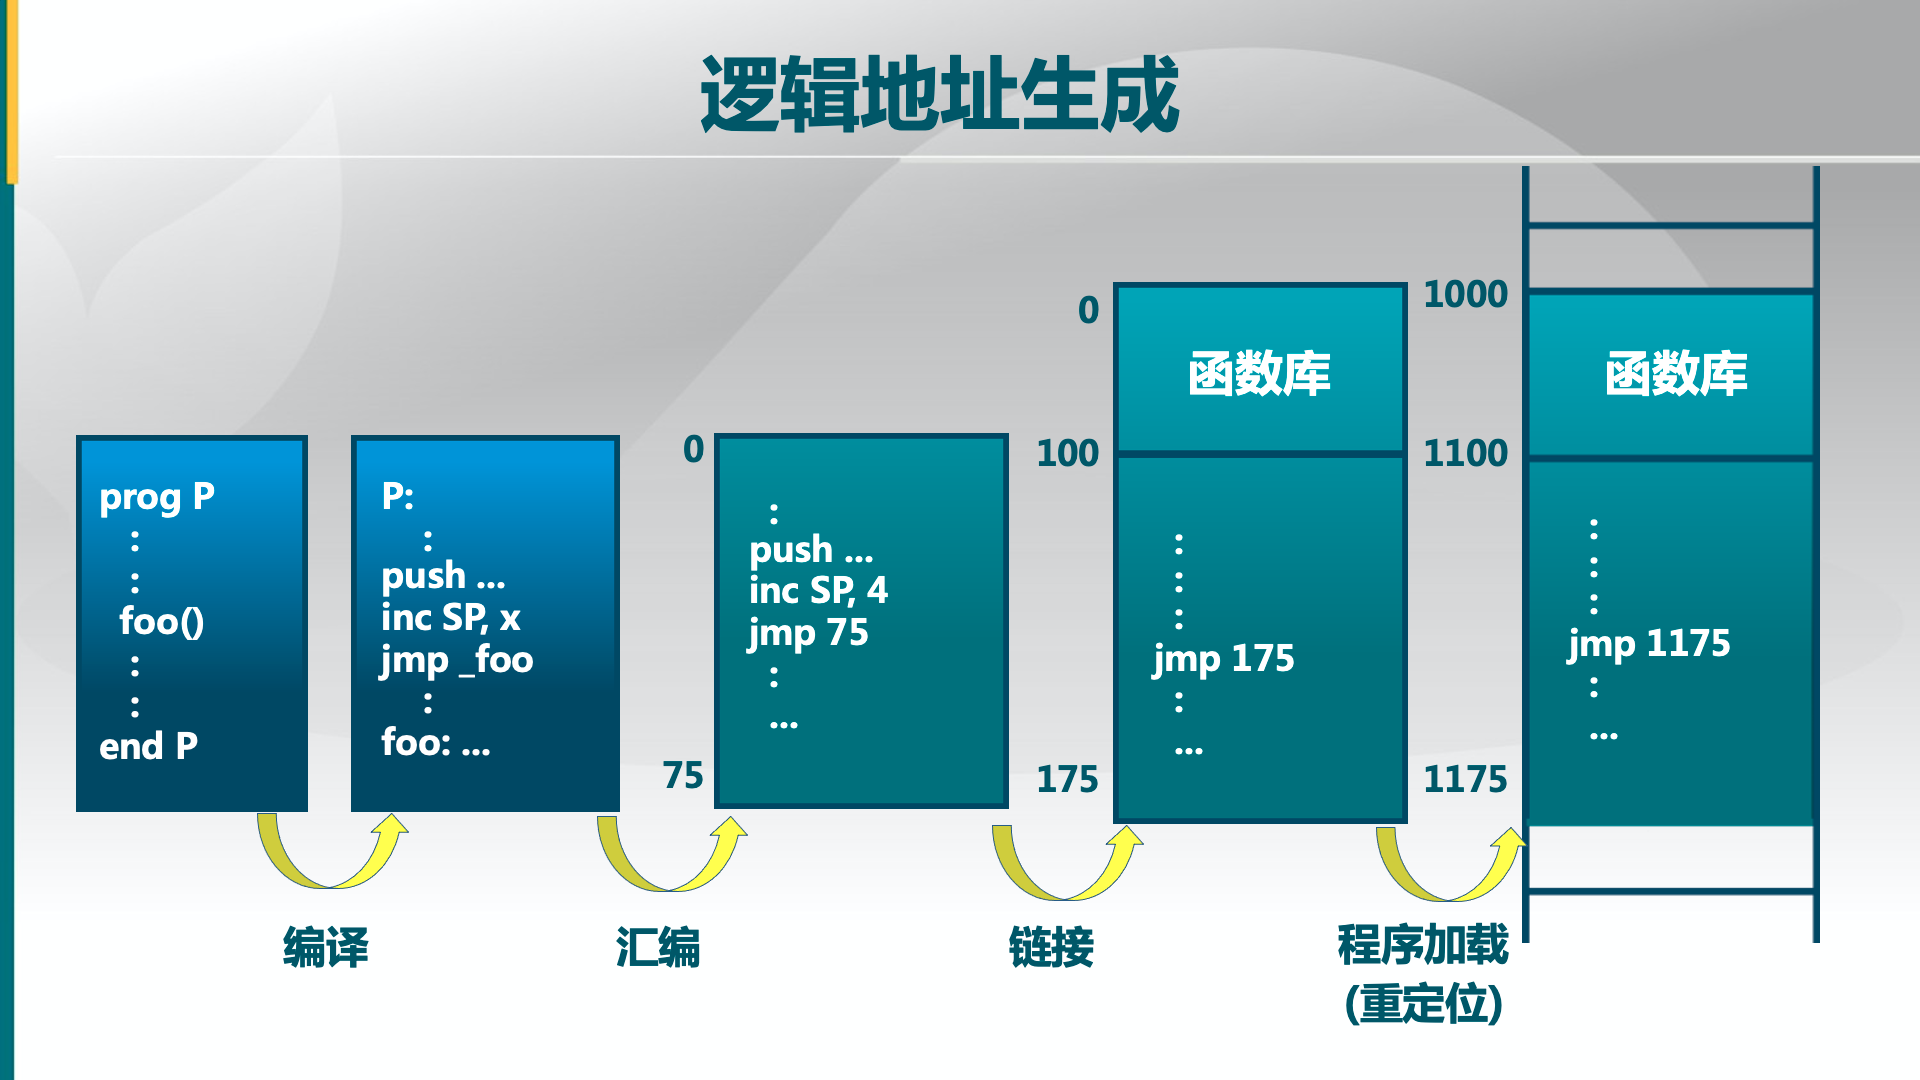 逻辑地址生成
prog P
:
:
foo()
:
:
end P
P:
:
push ...
inc SP, x
jmp _foo
:
foo: ...
0
75
:
push ...
inc SP, 4
jmp 75
:
...
0
100
175
函数库
:
:
:
jmp 175
:
...
1000
1100
1175
函数库
:
:
:
jmp 1175
:
...
编译
汇编
链接
程序加载
(重定位)